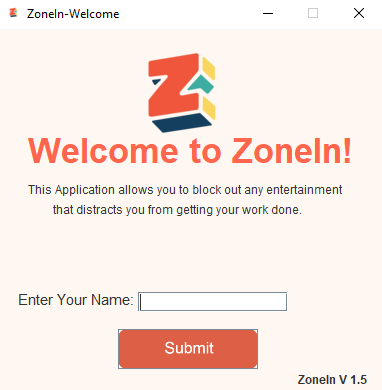 ZoneIn-Welcome
Welcome to ZoneIn!
This Application allows you to block out any entertainment
that distracts you from getting your work done.
Enter Your Name:
Submit
ZoneIn V 1.5